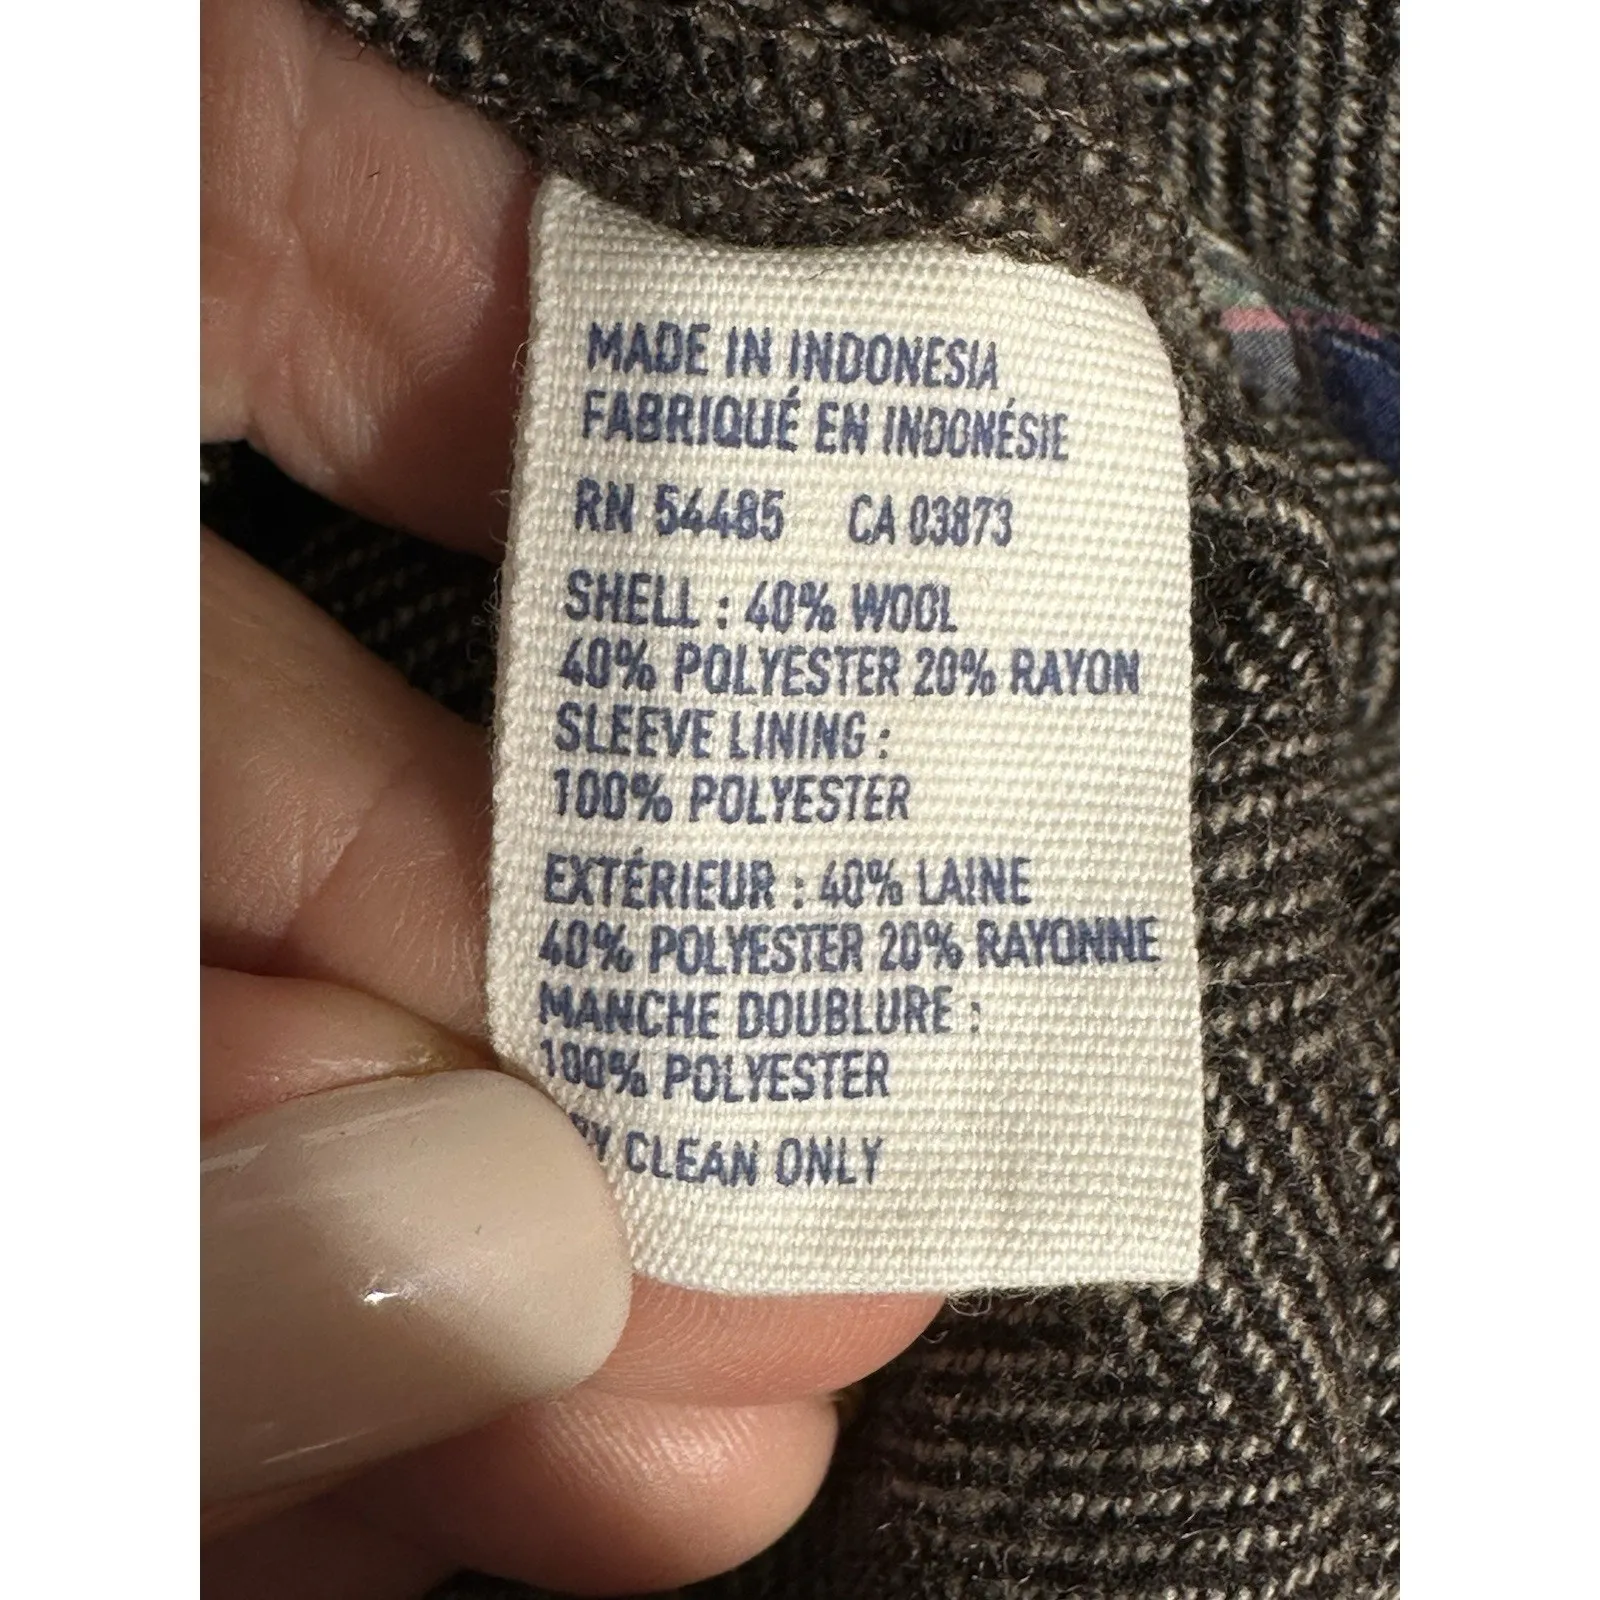 MADE IN INDONESIA
FABRIQUÉ EN INDONÉSIE
RN 54485 CA 03873
SHELL : 40% WOOL
40% POLYESTER 20% RAYON
SLEEVE LINING :
100% POLYESTER
EXTÉRIEUR : 40% LAINE
40% POLYESTER 20% RAYONNE
MANCHE DOUBLURE :
100% POLYESTER
CLEAN ONLY